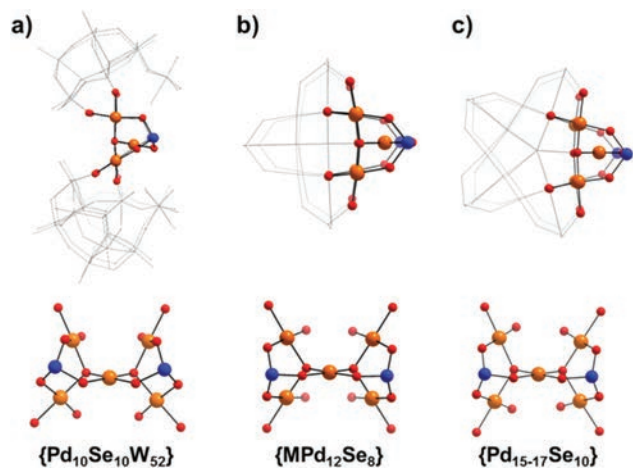 a) b) c)
{Pd₁₀Se₁₀W₅₂} {MPd₁₂Se₈} {Pd₁₅₋₁₇Se₁₀}